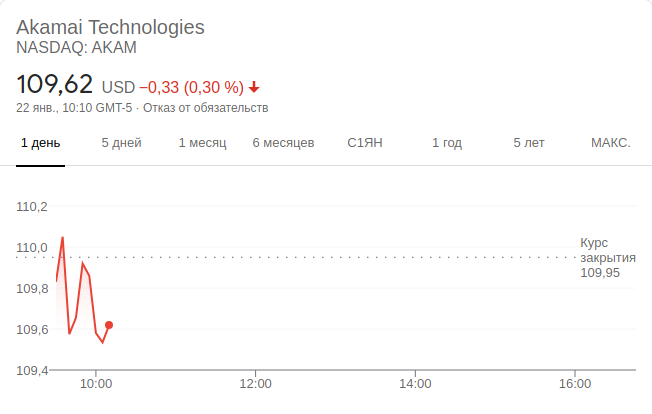 Akamai Technologies
NASDAQ: AKAM
109,62 USD −0,33 (0,30 %)
22 янв., 10:10 GMT-5 · Отказ от обязательств
1 день 5 дней 1 месяц 6 месяцев С1ЯН 1 год 5 лет МАКС.
110,2
110,0
109,8
109,6
109,4
Курс
закрытия
109,95
10:00 12:00 14:00 16:00